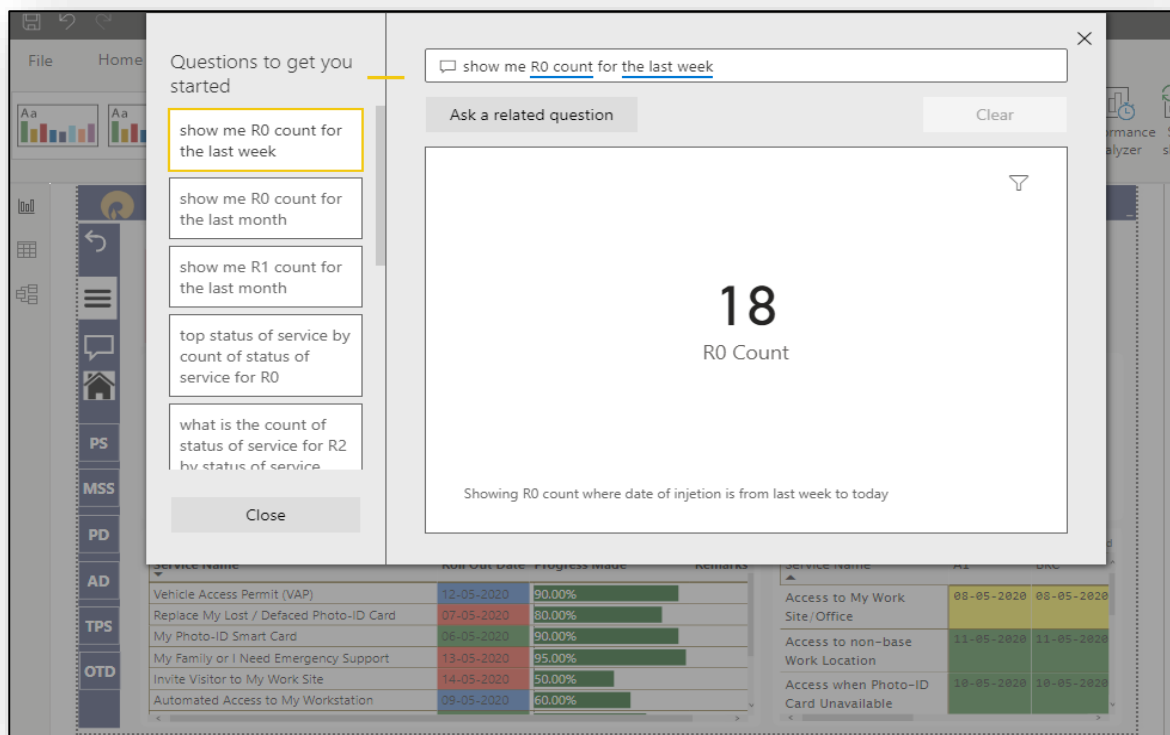 File
Home
Aa
Aa
Questions to get you
started
show me R0 count for
the last week
show me R0 count for
the last month
show me R1 count for
the last month
top status of service by
count of status of
service for R0
what is the count of
status of service for R2
by status of service
Close
show me R0 count for the last week
Ask a related question
Clear
18
R0 Count
Showing R0 count where date of injetion is from last week to today
PS
MSS
PD
AD
TPS
OTD
Service Name Roll Out Date Progress Made Remarks
Vehicle Access Permit (VAP) 12-05-2020 90.00%
Replace My Lost / Defaced Photo-ID Card 07-05-2020 80.00%
My Photo-ID Smart Card 06-05-2020 90.00%
My Family or I Need Emergency Support 13-05-2020 95.00%
Invite Visitor to My Work Site 14-05-2020 50.00%
Automated Access to My Workstation 09-05-2020 60.00%
Service Name
Access to My Work 08-05-2020 08-05-2020
Site/Office
Access to non-base 11-05-2020 11-05-2020
Work Location
Access when Photo-ID 10-05-2020 10-05-2020
Card Unavailable